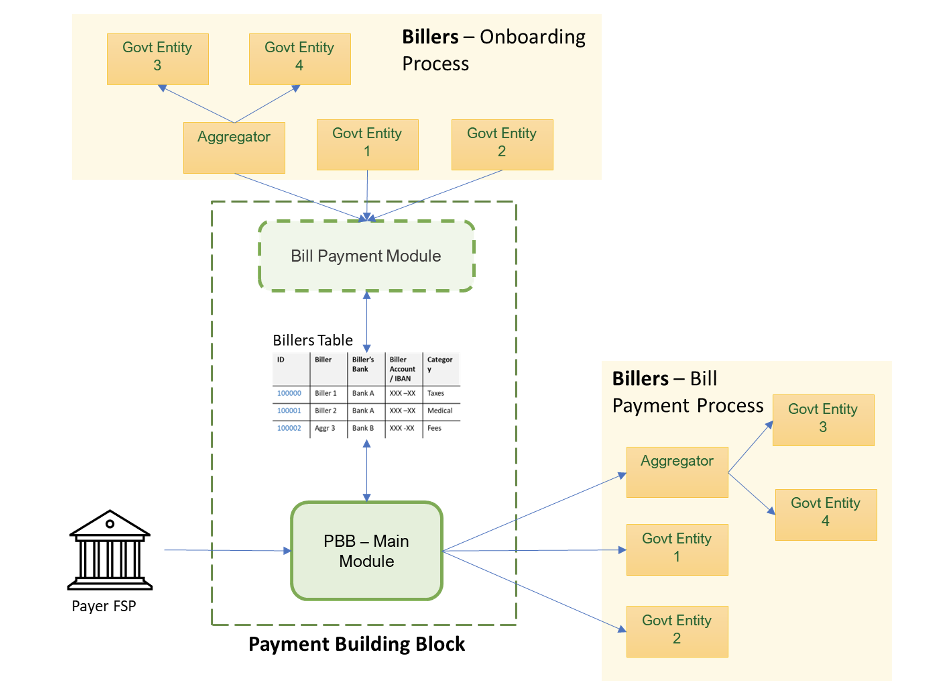 Billers – Onboarding
Process
Govt Entity
3
Govt Entity
4
Aggregator
Govt Entity
1
Govt Entity
2
Bill Payment Module
Billers Table
ID Biller Biller's Bank Biller Account / IBAN Categor y
100000 Biller 1 Bank A XXX –XX Taxes
100001 Biller 2 Bank A XXX –XX Medical
100002 Aggr 3 Bank B XXX -XX Fees
PBB – Main
Module
Payer FSP
Payment Building Block
Billers – Bill
Payment Process
Govt Entity
3
Aggregator
Govt Entity
4
Govt Entity
1
Govt Entity
2